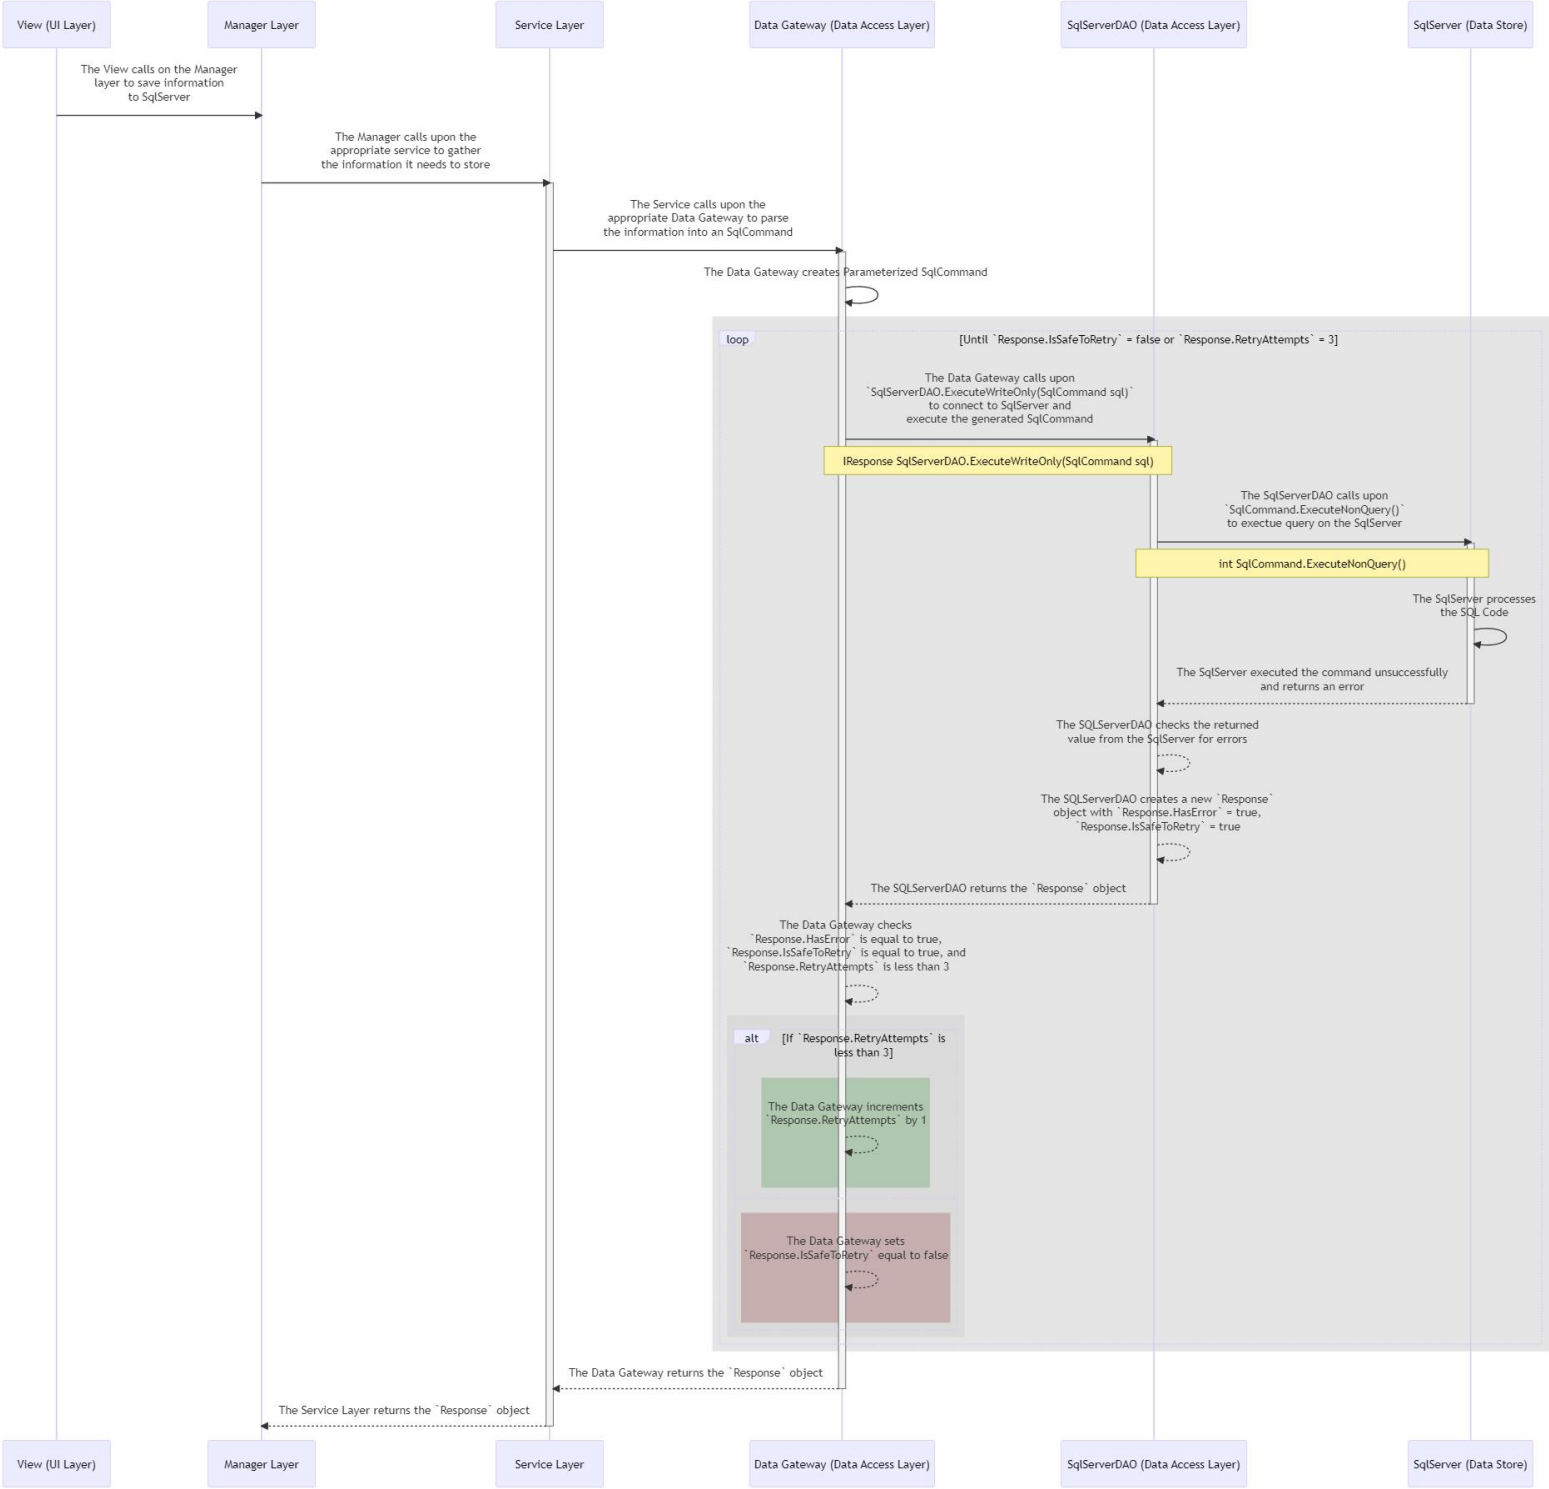 View (UI Layer)
Manager Layer
Service Layer
Data Gateway (Data Access Layer)
SqlServerDAO (Data Access Layer)
SqlServer (Data Store)
The View calls on the Manager
layer to save information
to SqlServer
The Manager calls upon the
appropriate service to gather
the information it needs to store
The Service calls upon the
appropriate Data Gateway to parse
the information into an SqlCommand
The Data Gateway creates Parameterized SqlCommand
loop
[Until `Response.IsSafeToRetry` = false or `Response.RetryAttempts` = 3]
The Data Gateway calls upon
`SqlServerDAO.ExecuteWriteOnly(SqlCommand sql)`
to connect to SqlServer and
execute the generated SqlCommand
IResponse SqlServerDAO.ExecuteWriteOnly(SqlCommand sql)
The SqlServerDAO calls upon
`SqlCommand.ExecuteNonQuery()`
to exectue query on the SqlServer
int SqlCommand.ExecuteNonQuery()
The SqlServer processes
the SQL Code
The SqlServer executed the command unsuccessfully
and returns an error
The SQLServerDAO checks the returned
value from the SqlServer for errors
The SQLServerDAO creates a new `Response`
object with `Response.HasError` = true,
`Response.IsSafeToRetry` = true
The SQLServerDAO returns the `Response` object
The Data Gateway checks
`Response.HasError` is equal to true,
`Response.IsSafeToRetry` is equal to true, and
`Response.RetryAttempts` is less than 3
alt
[If `Response.RetryAttempts` is
less than 3]
The Data Gateway increments
`Response.RetryAttempts` by 1
The Data Gateway sets
`Response.IsSafeToRetry` equal to false
The Data Gateway returns the `Response` object
The Service Layer returns the `Response` object
View (UI Layer)
Manager Layer
Service Layer
Data Gateway (Data Access Layer)
SqlServerDAO (Data Access Layer)
SqlServer (Data Store)